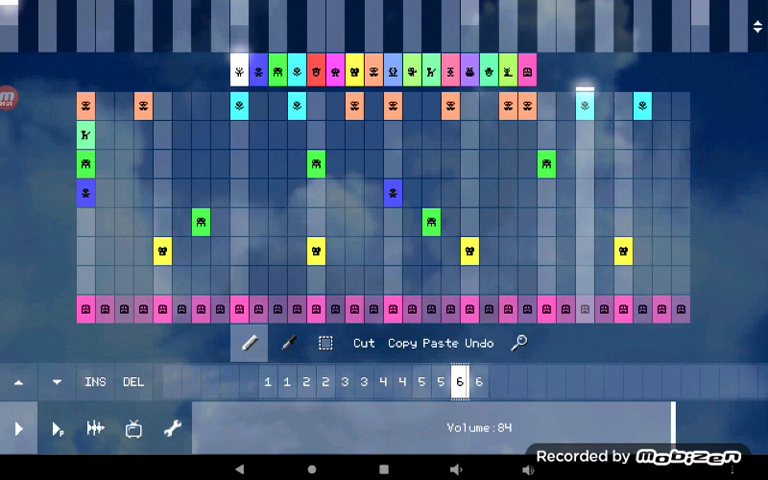 Cut Copy Paste Undo
INS DEL 1 1 2 2 3 3 4 4 5 5 6 6
P Volume:84
Recorded by mobizen